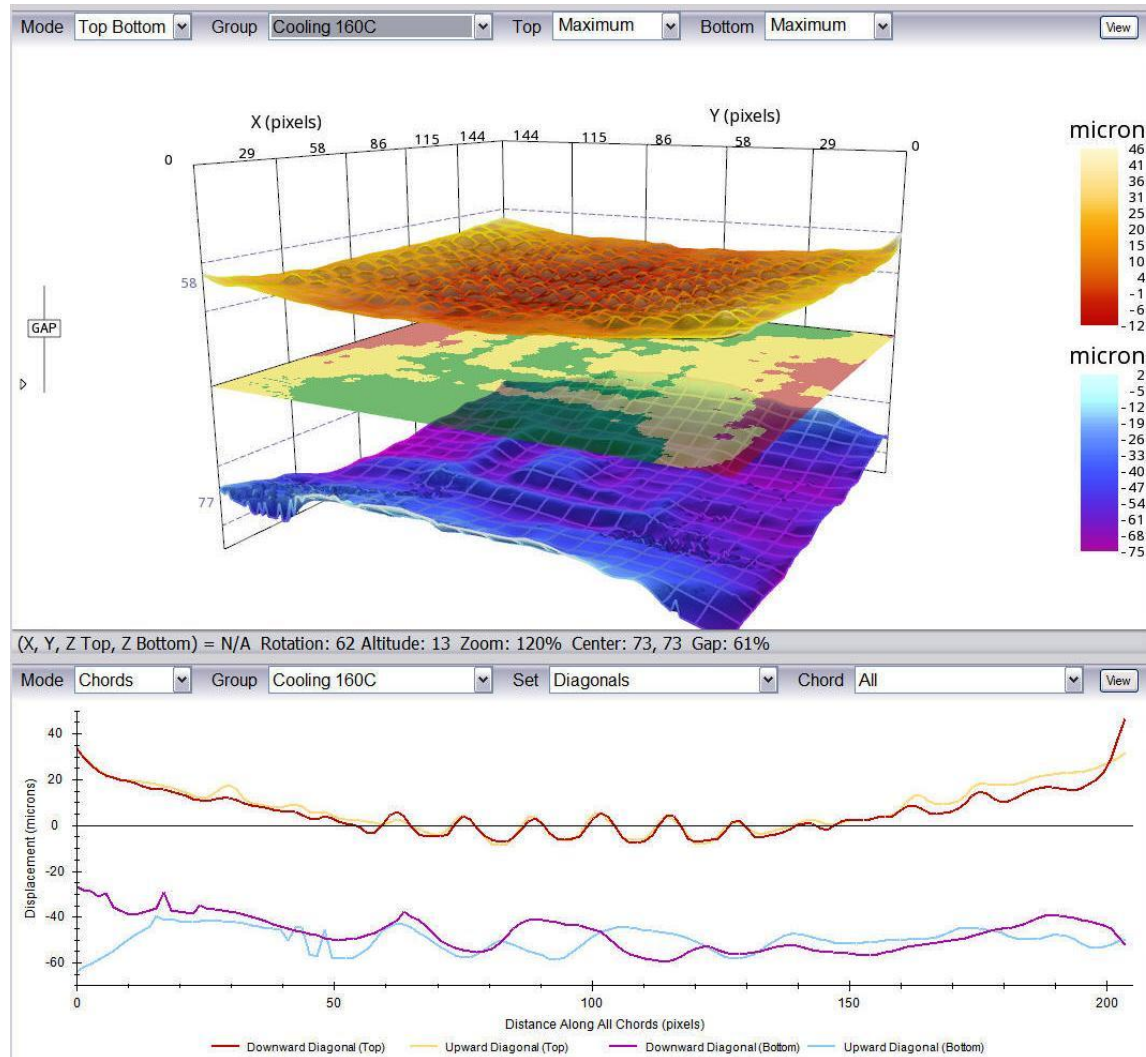 Mode Top Bottom Group Cooling 160C Top Maximum Bottom Maximum View
X (pixels) Y (pixels)
0 29 58 86 115 144 144 115 86 58 29 0
58
77
GAP
micron
46
41
36
31
25
20
15
10
4
-1
-6
-12
micron
2
-5
-12
-19
-26
-33
-40
-47
-54
-61
-68
-75
(X, Y, Z Top, Z Bottom) = N/A Rotation: 62 Altitude: 13 Zoom: 120% Center: 73, 73 Gap: 61%
Mode Chords Group Cooling 160C Set Diagonals Chord All View
Displacement (microns)
40
20
0
-20
-40
-60
0 50 100 150 200
Distance Along All Chords (pixels)
Downward Diagonal (Top) Upward Diagonal (Top) Downward Diagonal (Bottom) Upward Diagonal (Bottom)